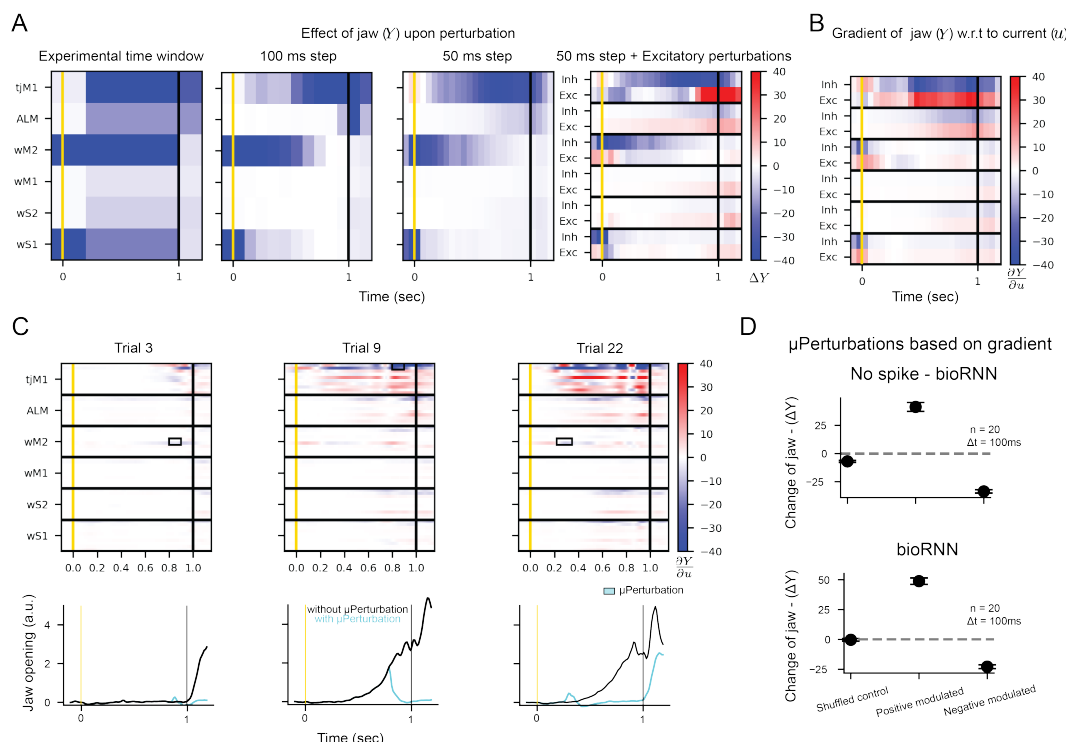 A
Effect of jaw (Y) upon perturbation
Experimental time window
100 ms step
50 ms step
50 ms step + Excitatory perturbations
tjM1
ALM
wM2
wM1
wS2
wS1
0
1
0
1
0
1
Inh
Exc
Inh
Exc
Inh
Exc
Inh
Exc
Inh
Exc
Inh
Exc
0
1
40
30
20
10
0
−10
−20
−30
−40
ΔY
Time (sec)
B
Gradient of jaw (Y) w.r.t to current (u)
Inh
Exc
Inh
Exc
Inh
Exc
Inh
Exc
Inh
Exc
Inh
Exc
0
1
Time (sec)
40
30
20
10
0
−10
−20
−30
−40
∂Y
∂u
C
Trial 3
Trial 9
Trial 22
tjM1
ALM
wM2
wM1
wS2
wS1
0.0 0.2 0.4 0.6 0.8 1.0
0.0 0.2 0.4 0.6 0.8 1.0
0.0 0.2 0.4 0.6 0.8 1.0
40
30
20
10
0
−10
−20
−30
−40
∂Y
∂u
µPerturbation
without µPerturbation
with µPerturbation
Jaw opening (a.u.)
4
2
0
0
1
0
1
0
1
Time (sec)
D
µPerturbations based on gradient
No spike - bioRNN
Change of jaw - (ΔY)
25
0
−25
n = 20
Δt = 100ms
bioRNN
Change of jaw - (ΔY)
50
25
0
−25
n = 20
Δt = 100ms
Shuffled control
Positive modulated
Negative modulated